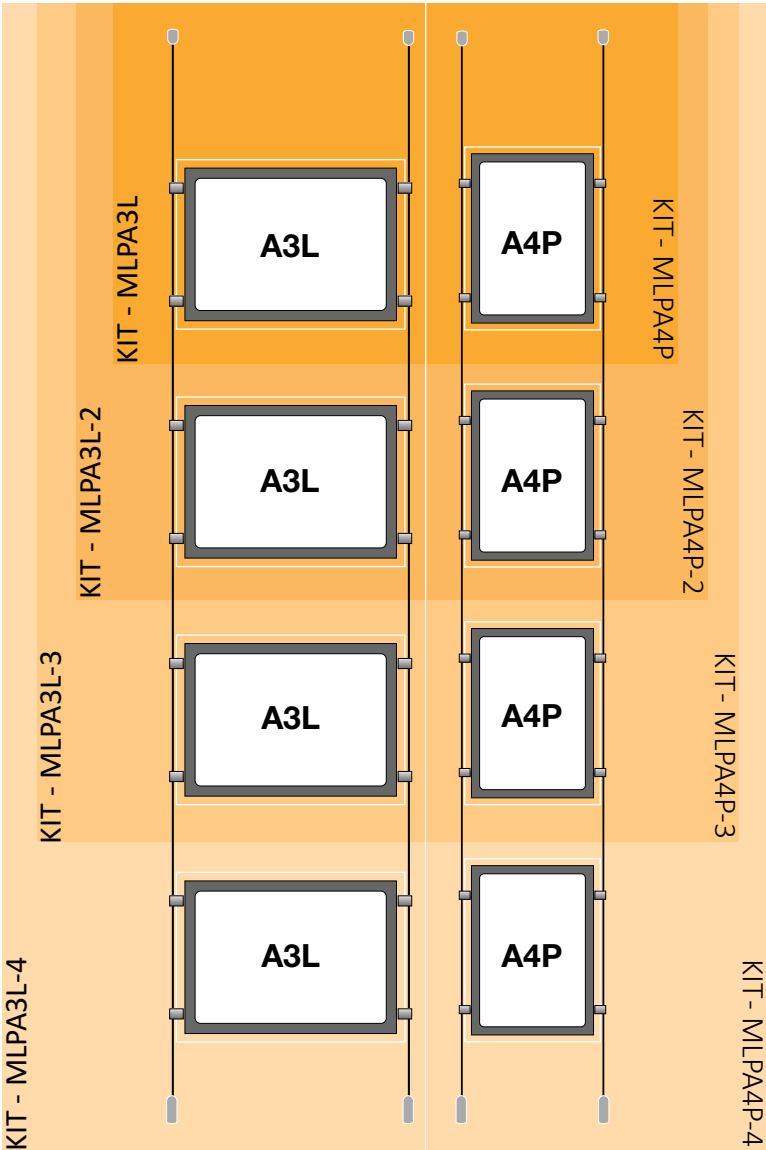 KIT - MLPA3L
A3L
A4P
KIT- MLPA4P
KIT - MLPA3L-2
A3L
A4P
KIT- MLPA4P-2
KIT - MLPA3L-3
A3L
A4P
KIT- MLPA4P-3
KIT - MLPA3L-4
A3L
A4P
KIT- MLPA4P-4